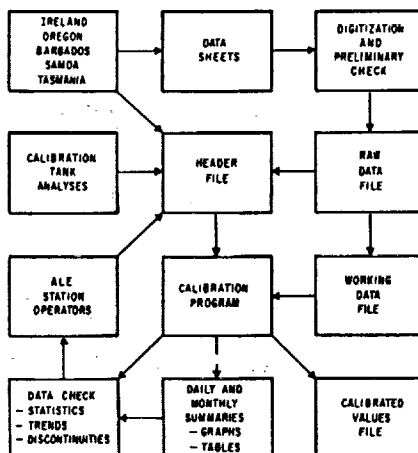 IRELAND
OREGON
BARBADOS
SAMOA
TASMANIA
DATA
SHEETS
DIGITIZATION
AND
PRELIMINARY
CHECK
CALIBRATION
TANK
ANALYSES
HEADER
FILE
RAW
DATA
FILE
ALE
STATION
OPERATORS
CALIBRATION
PROGRAM
WORKING
DATA
FILE
DATA CHECK
– STATISTICS
– TRENDS
– DISCONTINUITIES
DAILY AND
MONTHLY
SUMMARIES
– GRAPHS
– TABLES
CALIBRATED
VALUES
FILE